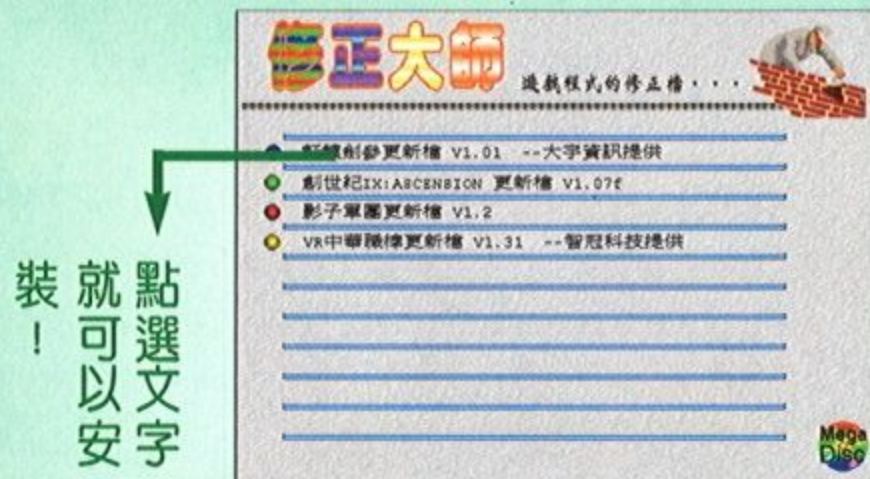 修正大師
遊戲程式的修正檔・・・
軒轅劍參更新檔 V1.01 --大宇資訊提供
創世紀IX:ASCENSION 更新檔 V1.07f
影子軍團更新檔 V1.2
VR中華職棒更新檔 V1.31 --智冠科技提供
點選文字
就可以安
裝！
Mega
Disc